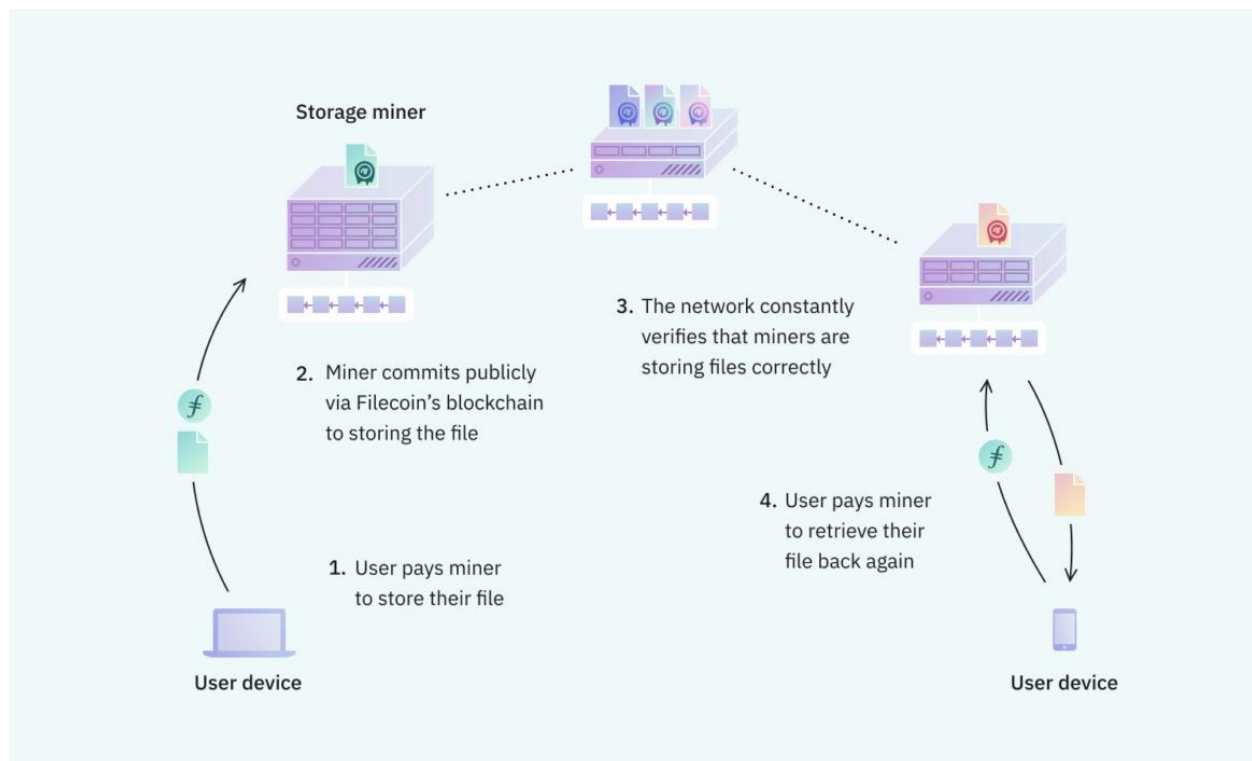 Storage miner
3. The network constantly
verifies that miners are
storing files correctly
2. Miner commits publicly
via Filecoin's blockchain
to storing the file
4. User pays miner
to retrieve their
file back again
1. User pays miner
to store their file
User device
User device